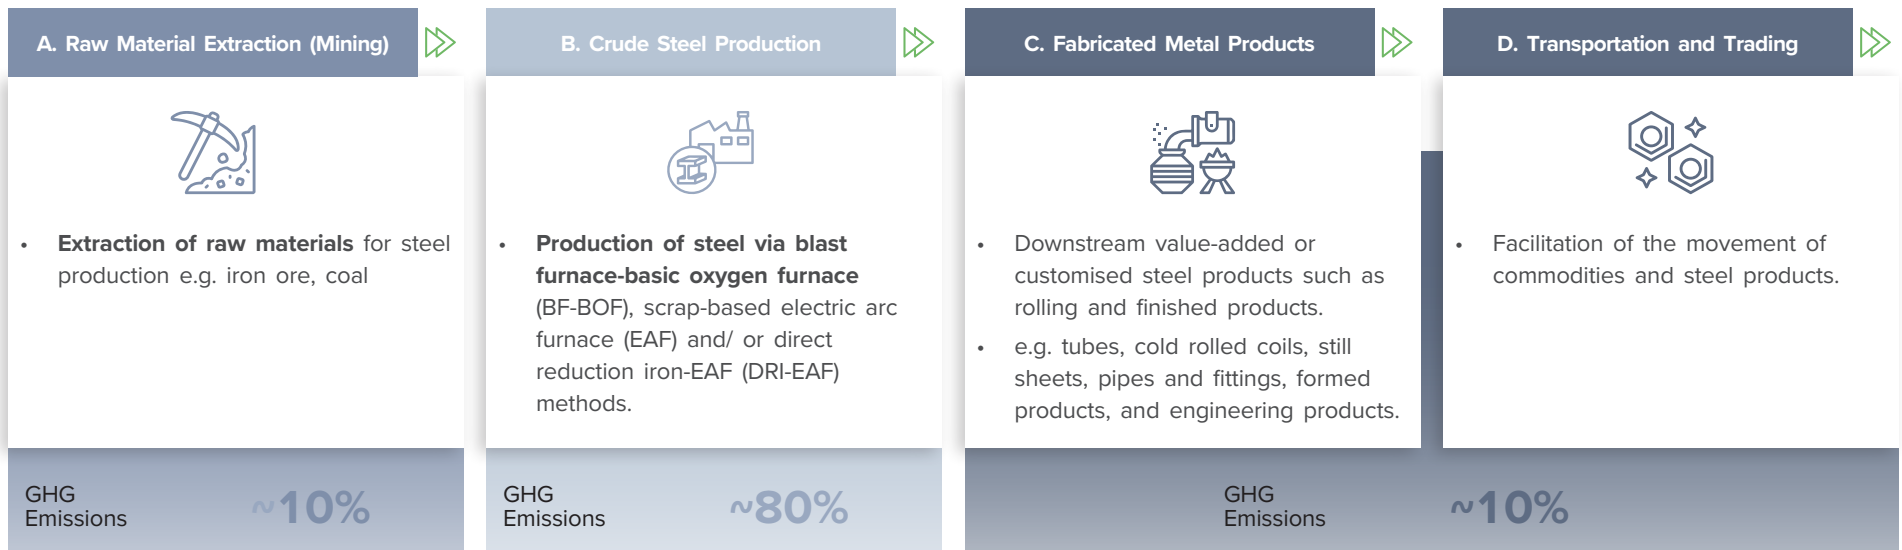 A. Raw Material Extraction (Mining)
B. Crude Steel Production
C. Fabricated Metal Products
D. Transportation and Trading
• Extraction of raw materials for steel
production e.g. iron ore, coal
• Production of steel via blast
furnace-basic oxygen furnace
(BF-BOF), scrap-based electric arc
furnace (EAF) and/ or direct
reduction iron-EAF (DRI-EAF)
methods.
• Downstream value-added or
customised steel products such as
rolling and finished products.
• e.g. tubes, cold rolled coils, still
sheets, pipes and fittings, formed
products, and engineering products.
• Facilitation of the movement of
commodities and steel products.
GHG
Emissions
~10%
GHG
Emissions
~80%
GHG
Emissions
~10%